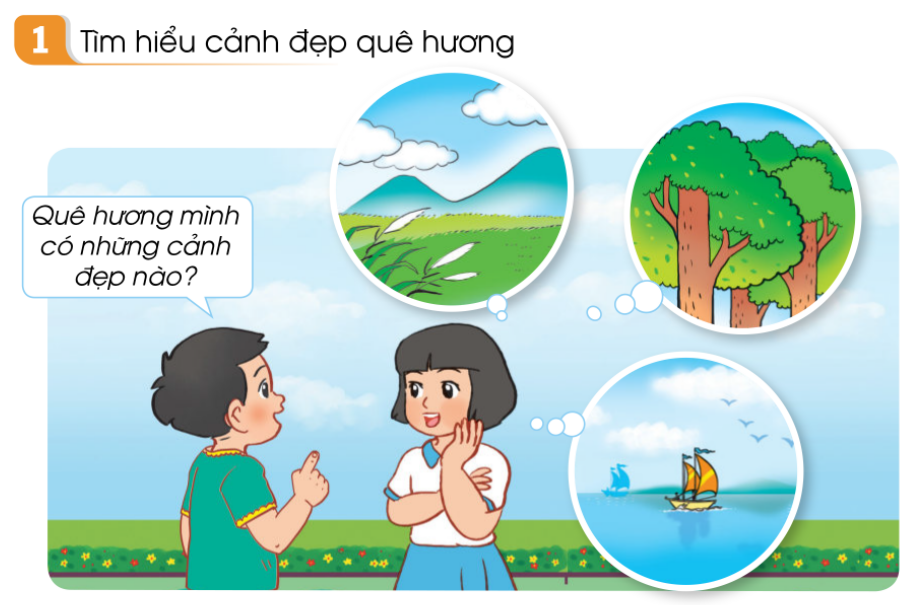 1 Tìm hiểu cảnh đẹp quê hương
Quê hương mình
có những cảnh
đẹp nào?